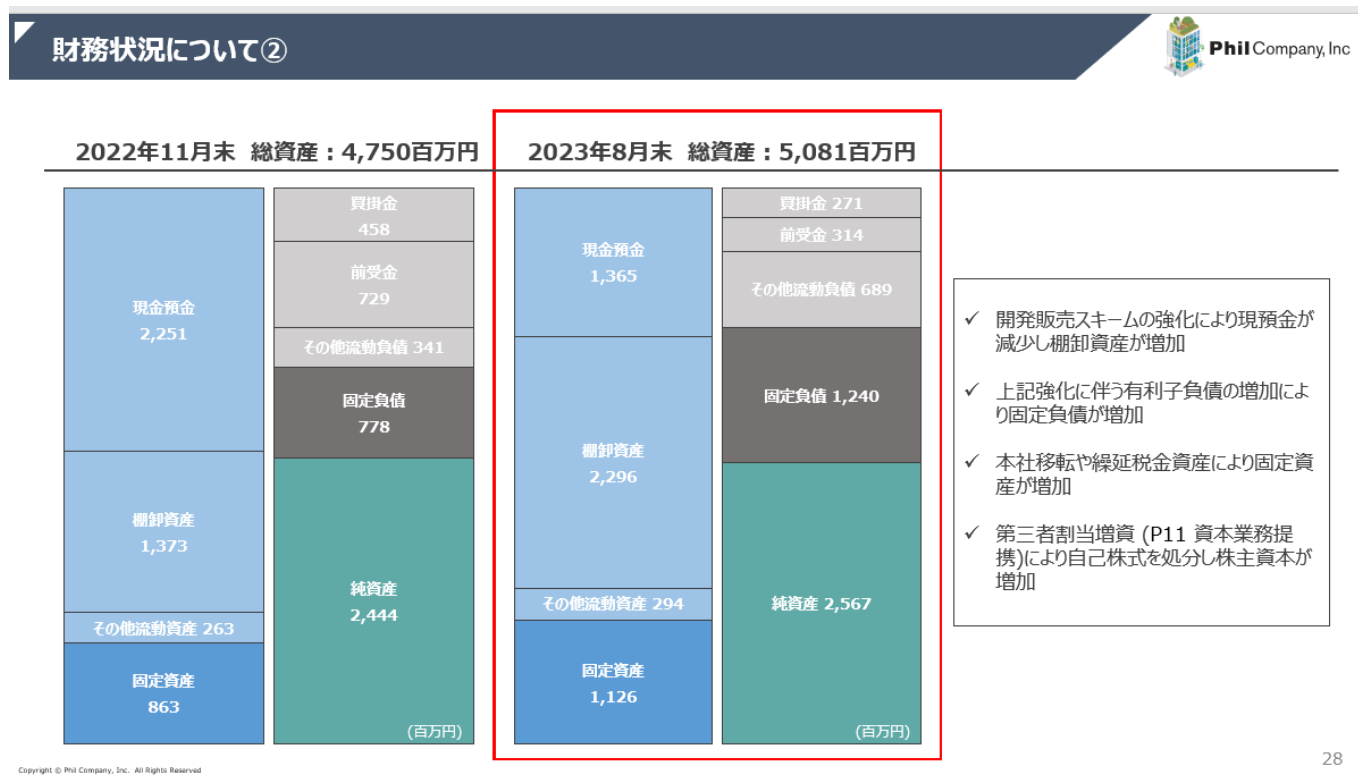 財務状況について②
Phil Company, Inc
2022年11月末 総資産：4,750百万円
2023年8月末 総資産：5,081百万円
現金預金
2,251
棚卸資産
1,373
その他流動資産 263
固定資産
863
買掛金
458
前受金
729
その他流動負債 341
固定負債
778
純資産
2,444
(百万円)
現金預金
1,365
棚卸資産
2,296
その他流動資産 294
固定資産
1,126
買掛金 271
前受金 314
その他流動負債 689
固定負債 1,240
純資産 2,567
(百万円)
✓ 開発販売スキームの強化により現預金が
減少し棚卸資産が増加
✓ 上記強化に伴う有利子負債の増加によ
り固定負債が増加
✓ 本社移転や繰延税金資産により固定資
産が増加
✓ 第三者割当増資 (P11 資本業務提
携)により自己株式を処分し株主資本が
増加
Copyright © Phil Company, Inc. All Rights Reserved
28